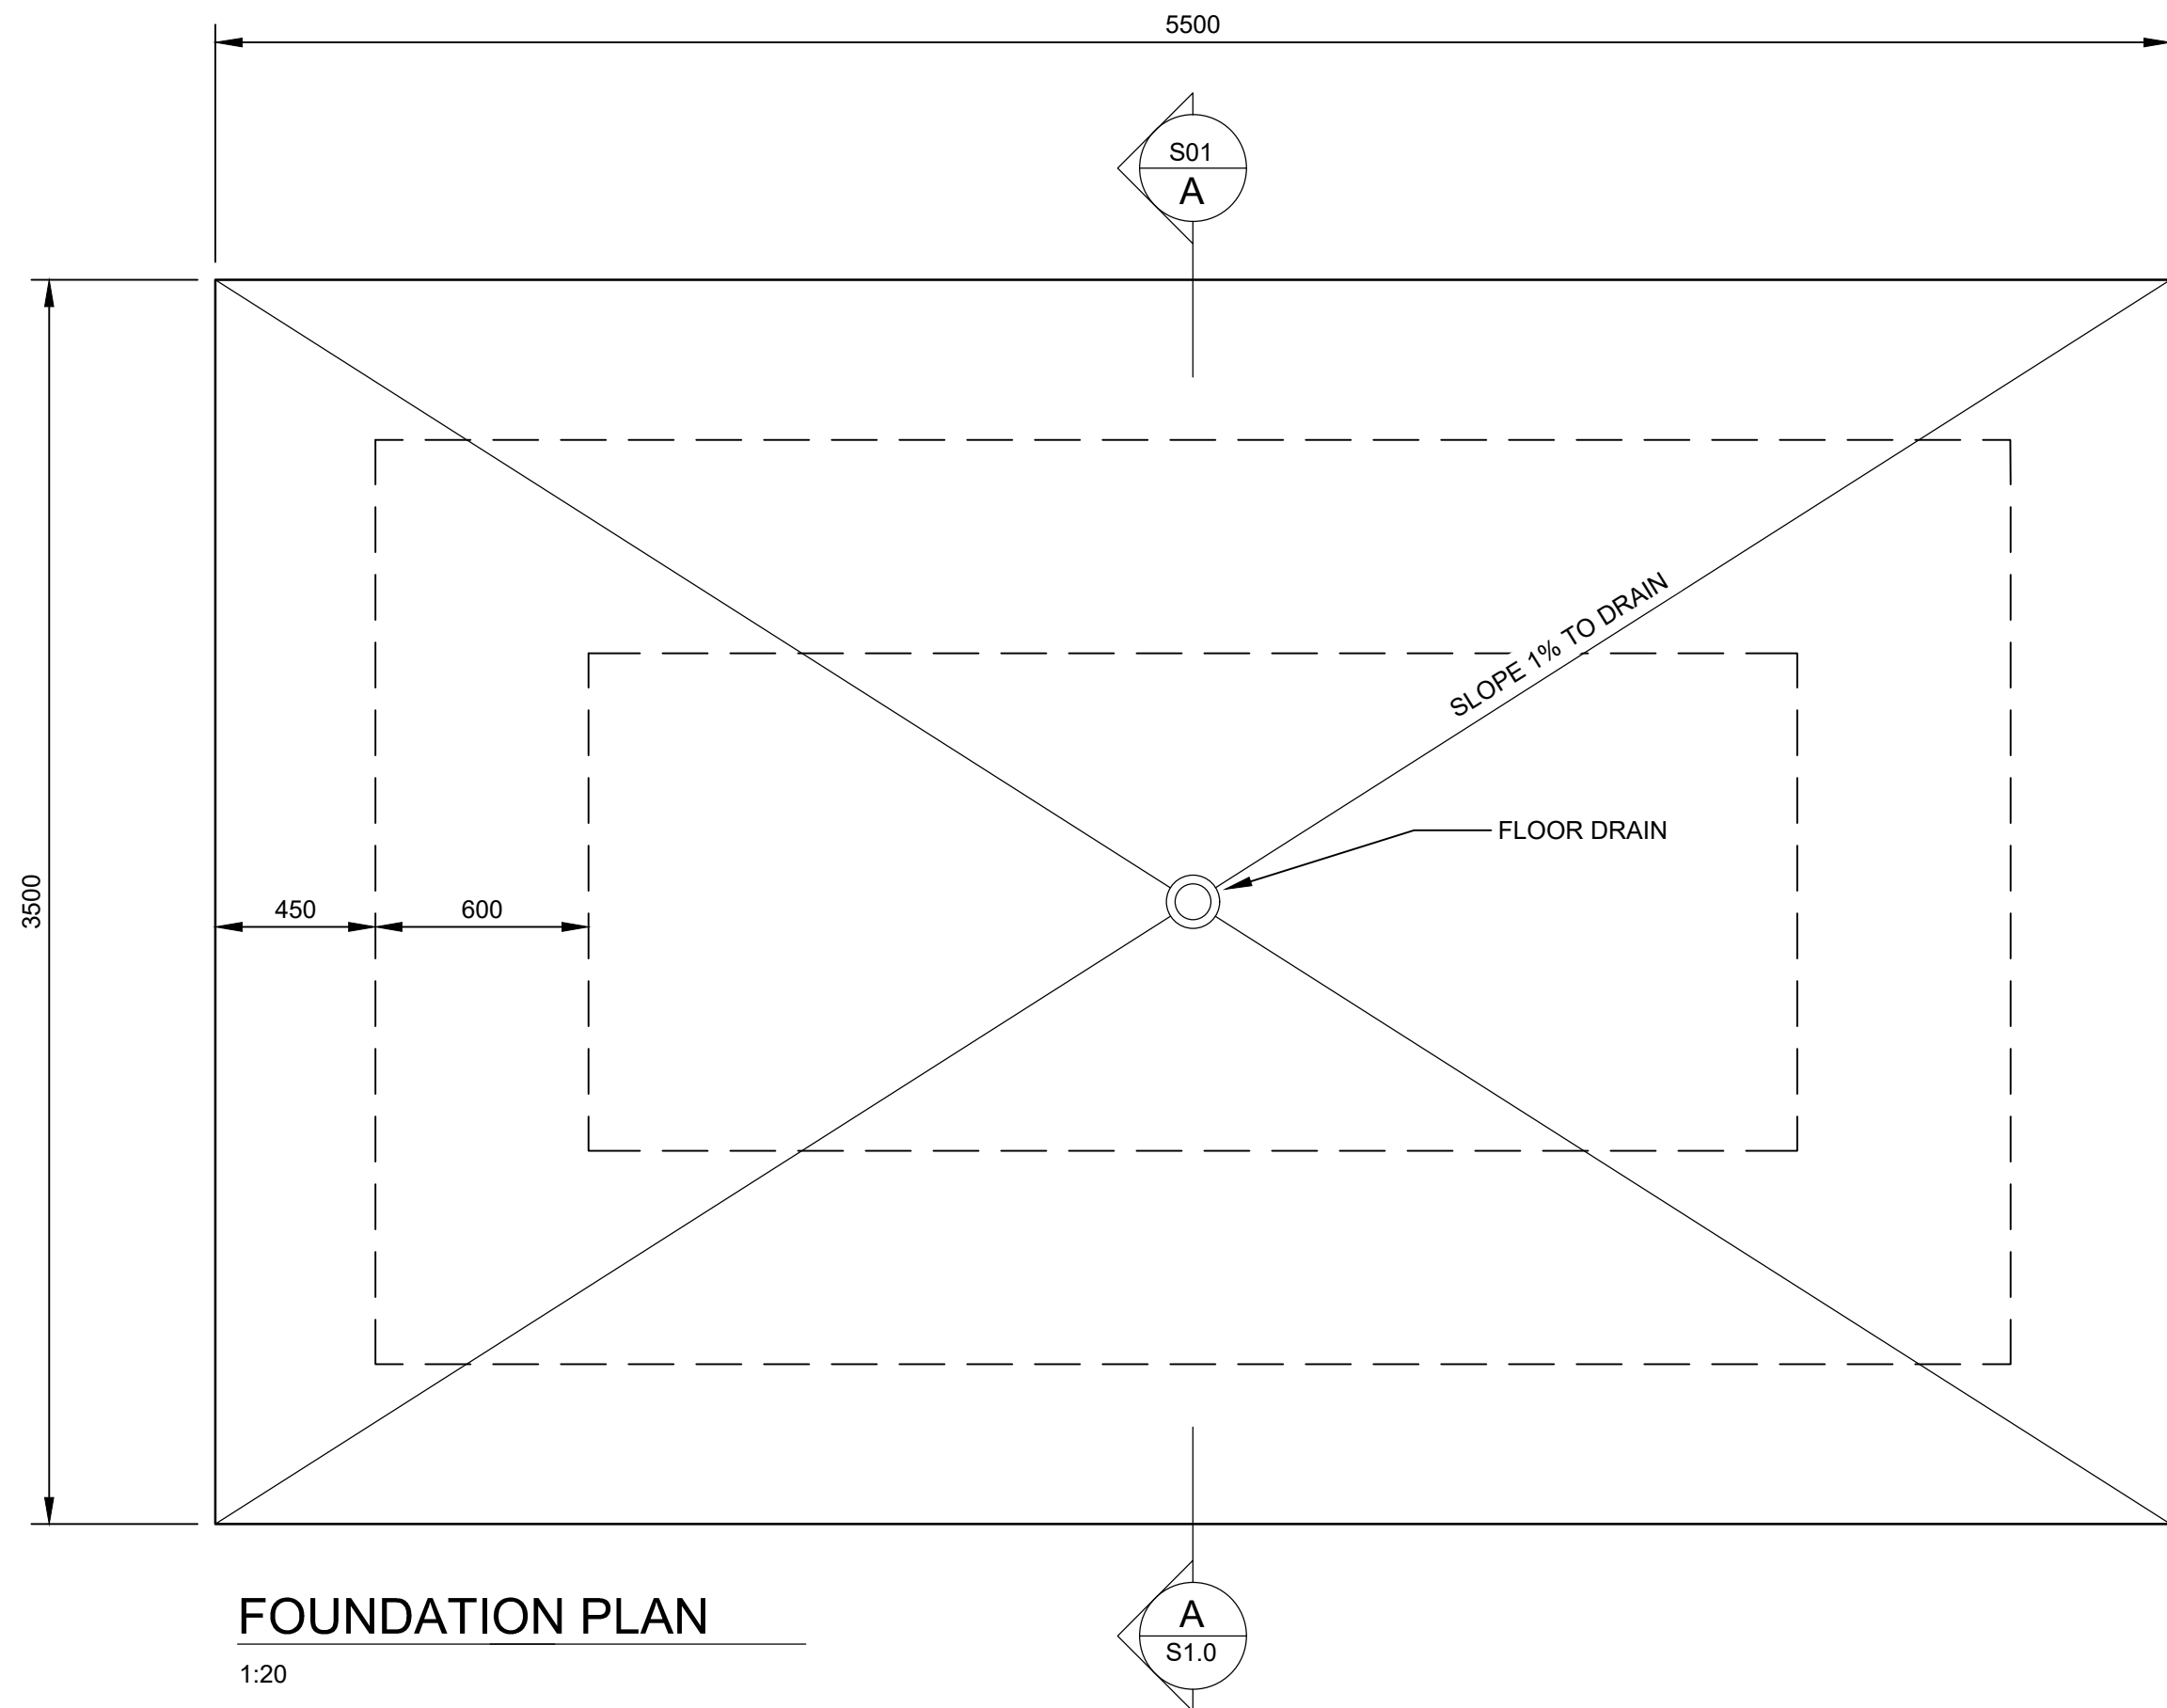 5500
S01
A
SLOPE 1% TO DRAIN
FLOOR DRAIN
3500
450
600
FOUNDATION PLAN
1:20
A
S1.0